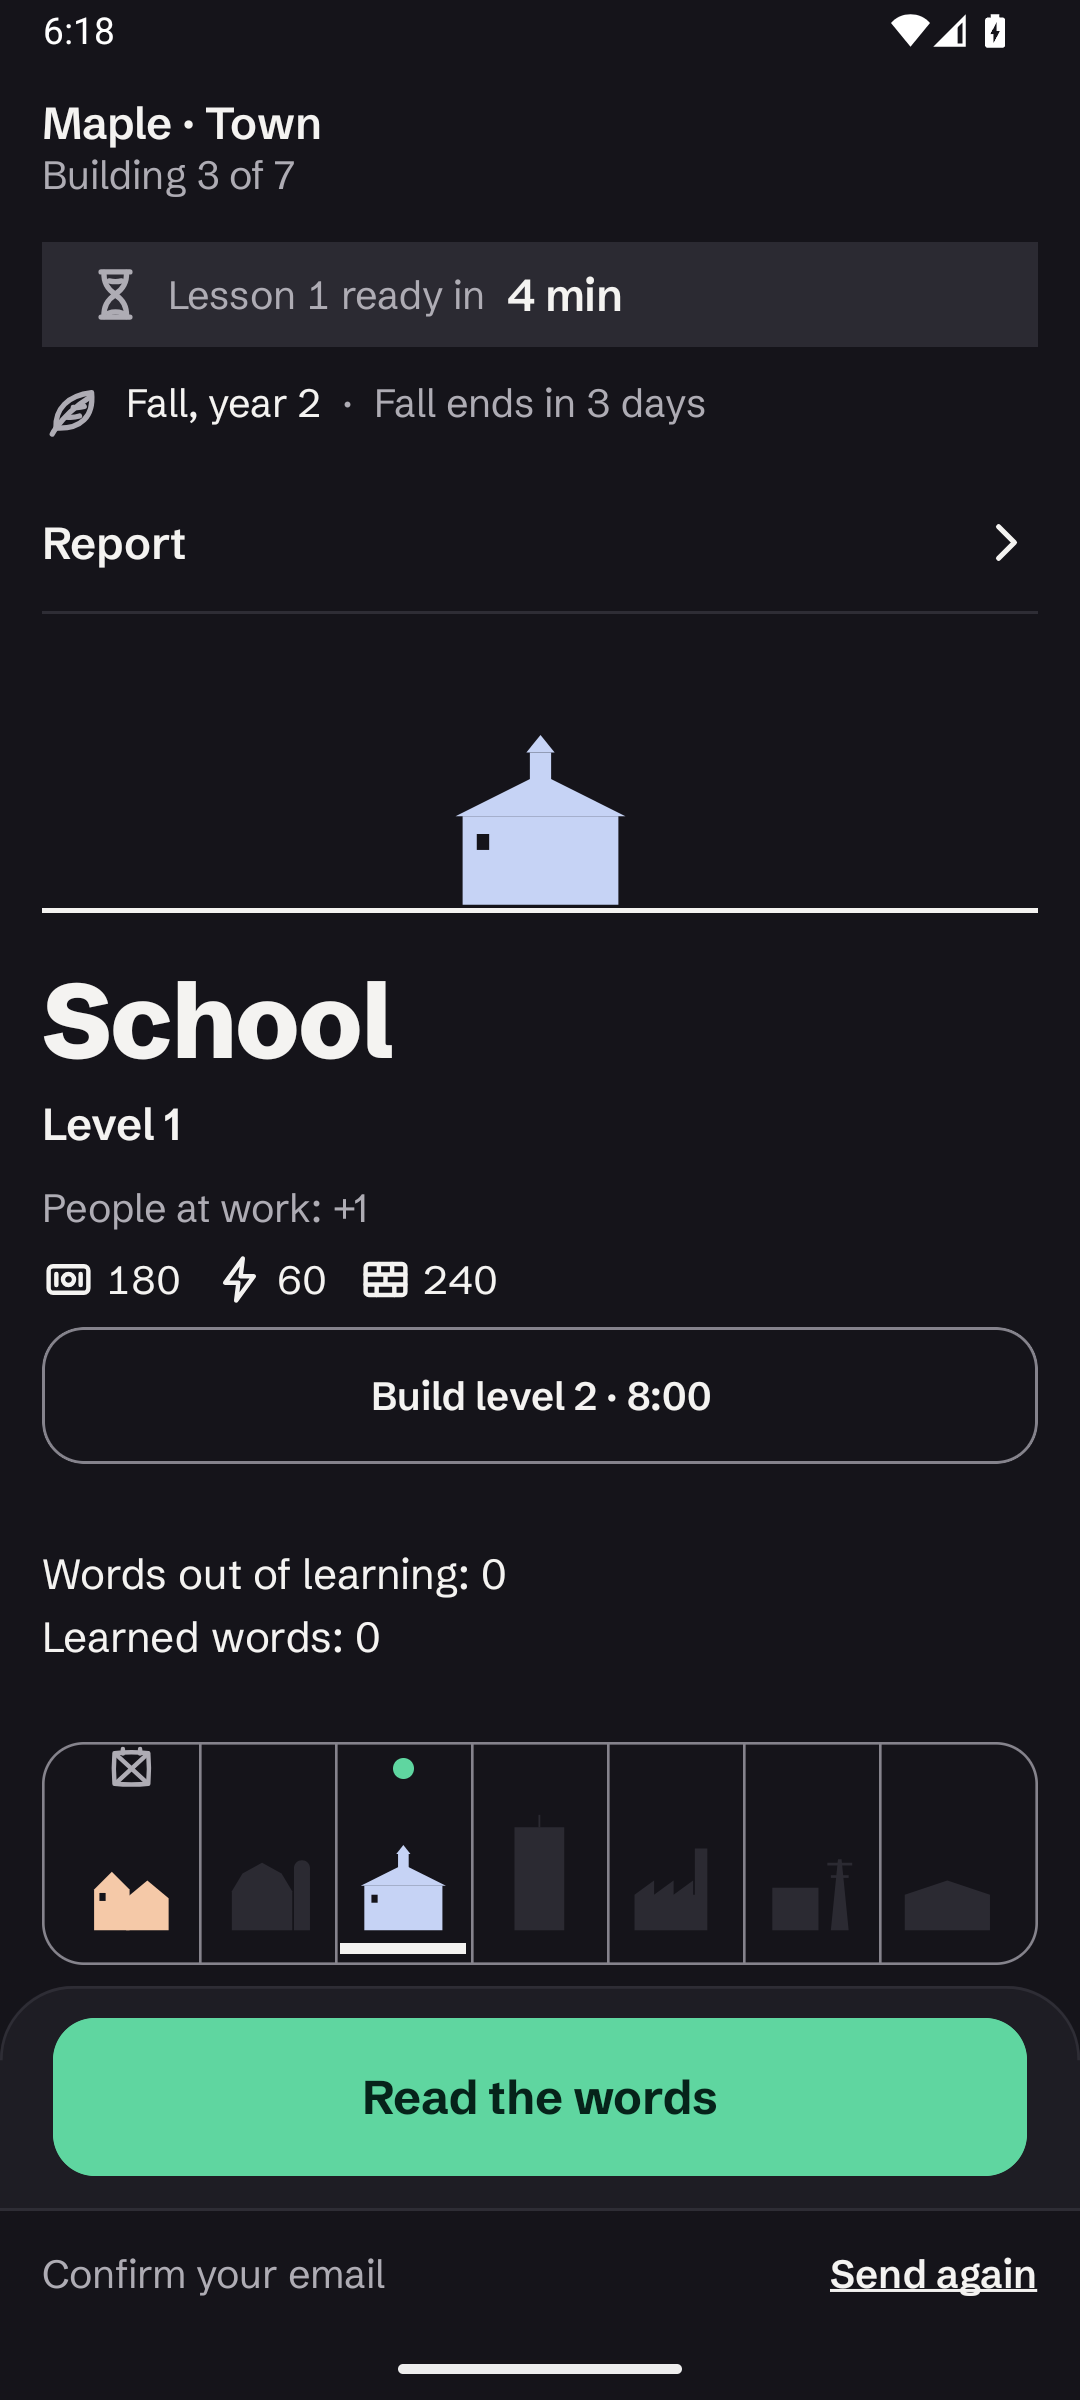 6:18
Maple · Town
Building 3 of 7
Lesson 1 ready in 4 min
Fall, year 2 · Fall ends in 3 days
Report
School
Level 1
People at work: +1
180 60 240
Build level 2 · 8:00
Words out of learning: 0
Learned words: 0
Read the words
Confirm your email Send again